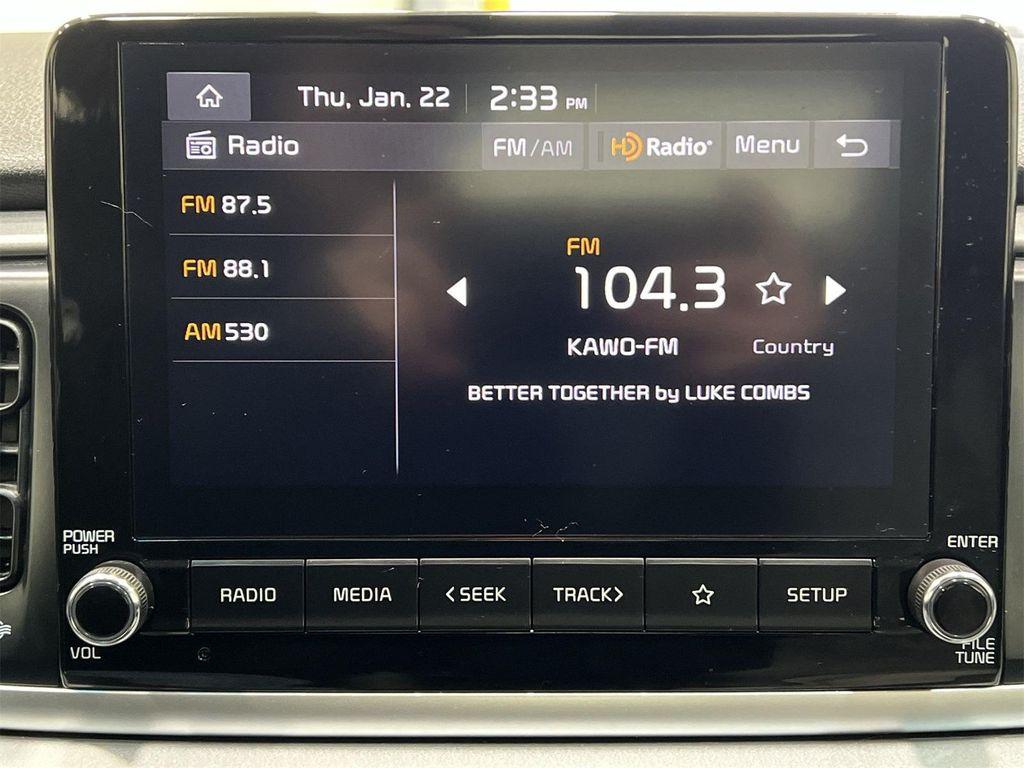 Thu, Jan. 22 2:33 PM
Radio FM/AM HD Radio Menu
FM 87.5
FM 88.1
AM 530
FM
104.3
KAWO-FM Country
BETTER TOGETHER by LUKE COMBS
POWER
PUSH
VOL
RADIO MEDIA <SEEK TRACK> SETUP
ENTER
FILE
TUNE